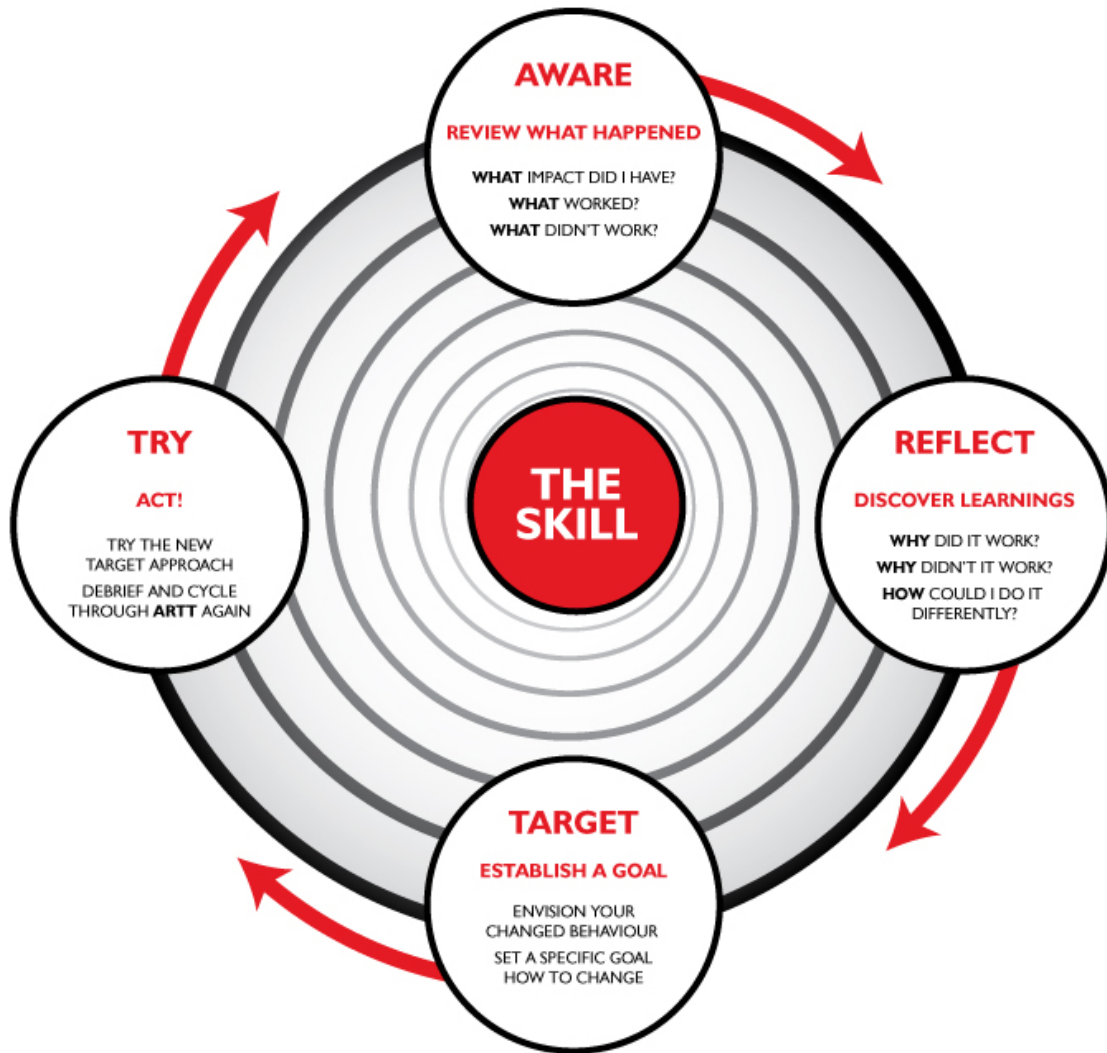 AWARE
REVIEW WHAT HAPPENED
WHAT IMPACT DID I HAVE?
WHAT WORKED?
WHAT DIDN'T WORK?
REFLECT
DISCOVER LEARNINGS
WHY DID IT WORK?
WHY DIDN'T IT WORK?
HOW COULD I DO IT
DIFFERENTLY?
TARGET
ESTABLISH A GOAL
ENVISION YOUR
CHANGED BEHAVIOUR
SET A SPECIFIC GOAL
HOW TO CHANGE
TRY
ACT!
TRY THE NEW
TARGET APPROACH
DEBRIEF AND CYCLE
THROUGH ARTT AGAIN
THE
SKILL